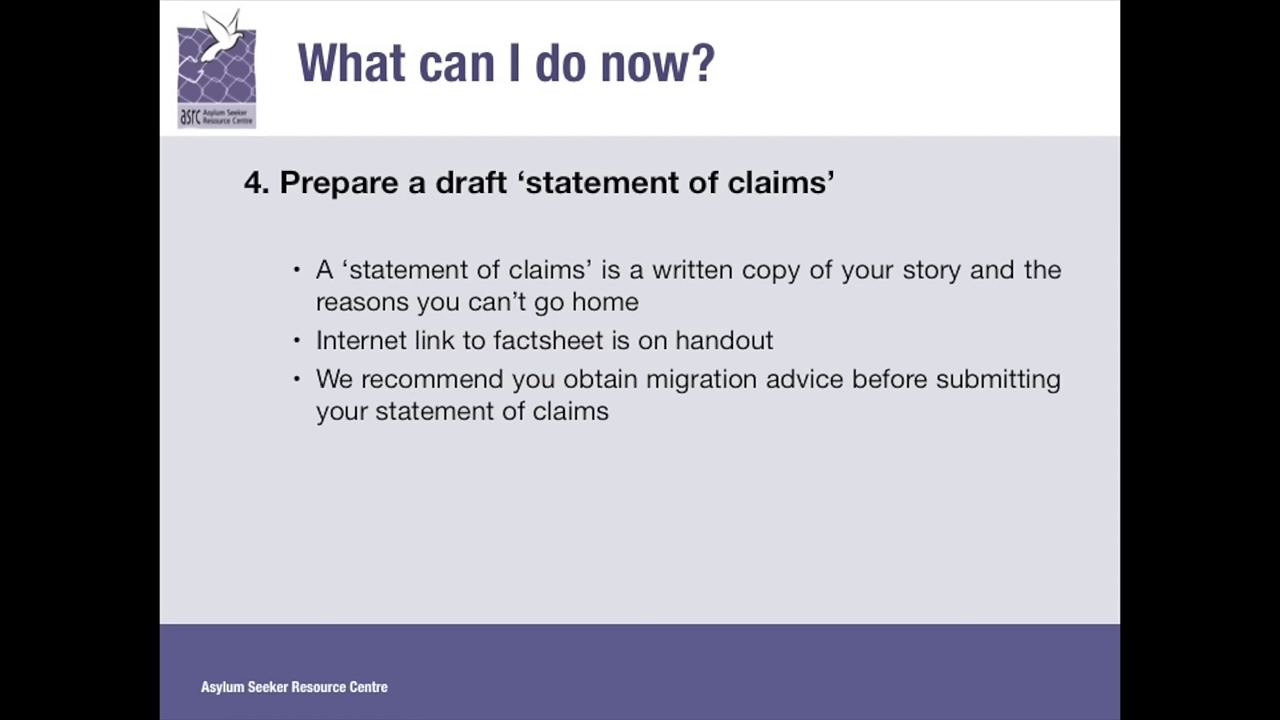 What can I do now?
asrc Asylum Seeker
Resource Centre
4. Prepare a draft ‘statement of claims’
• A ‘statement of claims’ is a written copy of your story and the
reasons you can’t go home
• Internet link to factsheet is on handout
• We recommend you obtain migration advice before submitting
your statement of claims
Asylum Seeker Resource Centre